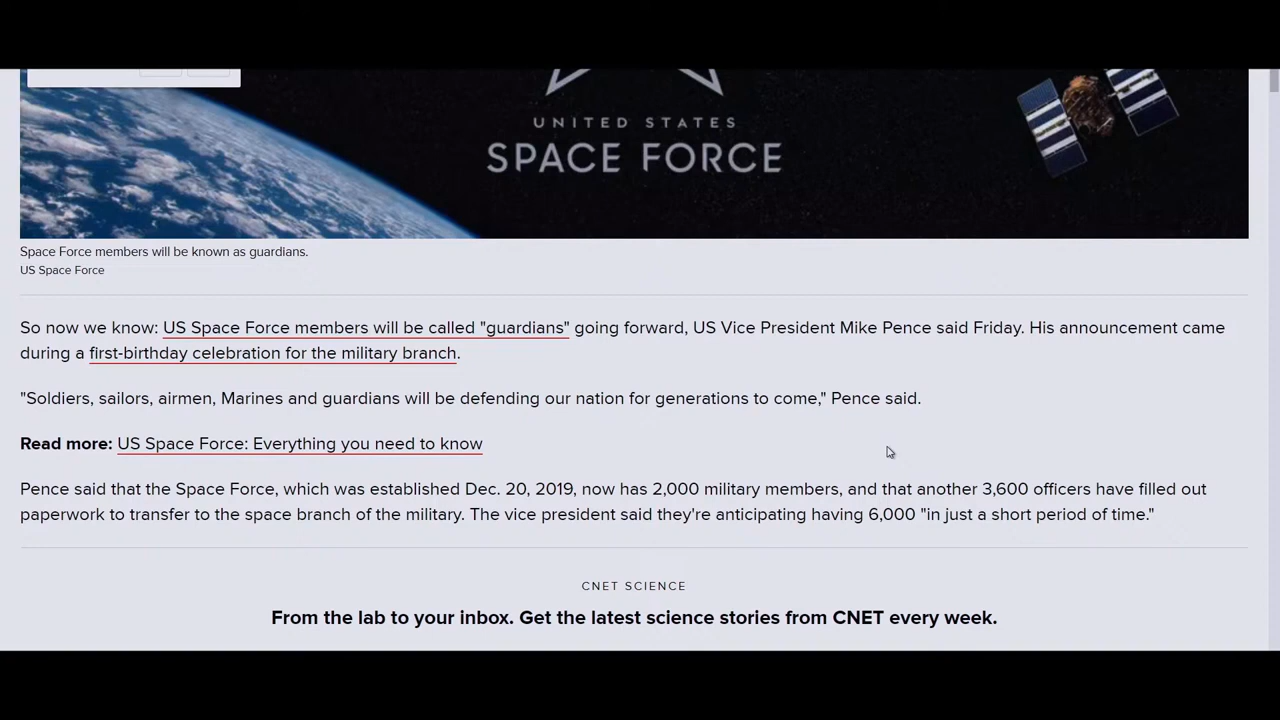 UNITED STATES
SPACE FORCE
Space Force members will be known as guardians.
US Space Force
So now we know: US Space Force members will be called "guardians" going forward, US Vice President Mike Pence said Friday. His announcement came
during a first-birthday celebration for the military branch.
"Soldiers, sailors, airmen, Marines and guardians will be defending our nation for generations to come," Pence said.
Read more: US Space Force: Everything you need to know
Pence said that the Space Force, which was established Dec. 20, 2019, now has 2,000 military members, and that another 3,600 officers have filled out
paperwork to transfer to the space branch of the military. The vice president said they're anticipating having 6,000 "in just a short period of time."
CNET SCIENCE
From the lab to your inbox. Get the latest science stories from CNET every week.